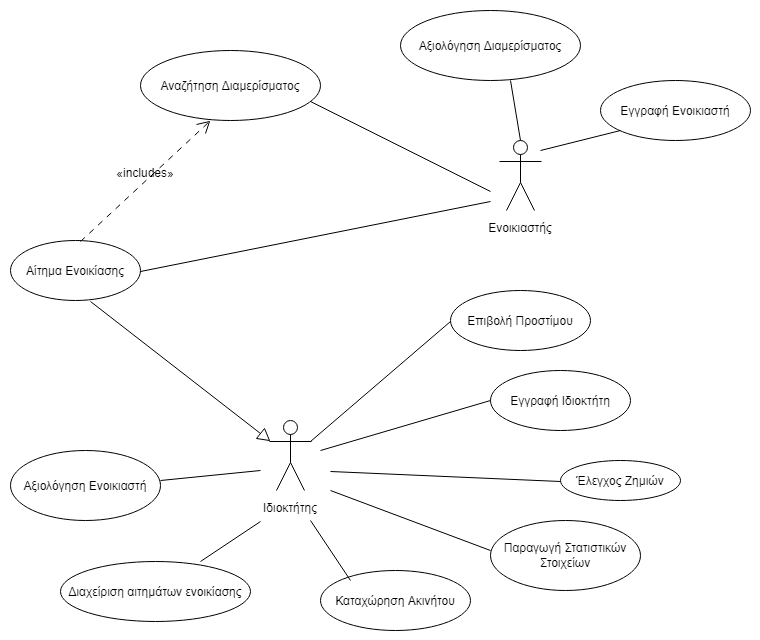 Αξιολόγηση Διαμερίσματος
Αναζήτηση Διαμερίσματος
Εγγραφή Ενοικιαστή
«includes»
Ενοικιαστής
Αίτημα Ενοικίασης
Επιβολή Προστίμου
Εγγραφή Ιδιοκτήτη
Αξιολόγηση Ενοικιαστή
Έλεγχος Ζημιών
Ιδιοκτήτης
Παραγωγή Στατιστικών
Στοιχείων
Διαχείριση αιτημάτων ενοικίασης
Καταχώρηση Ακινήτου